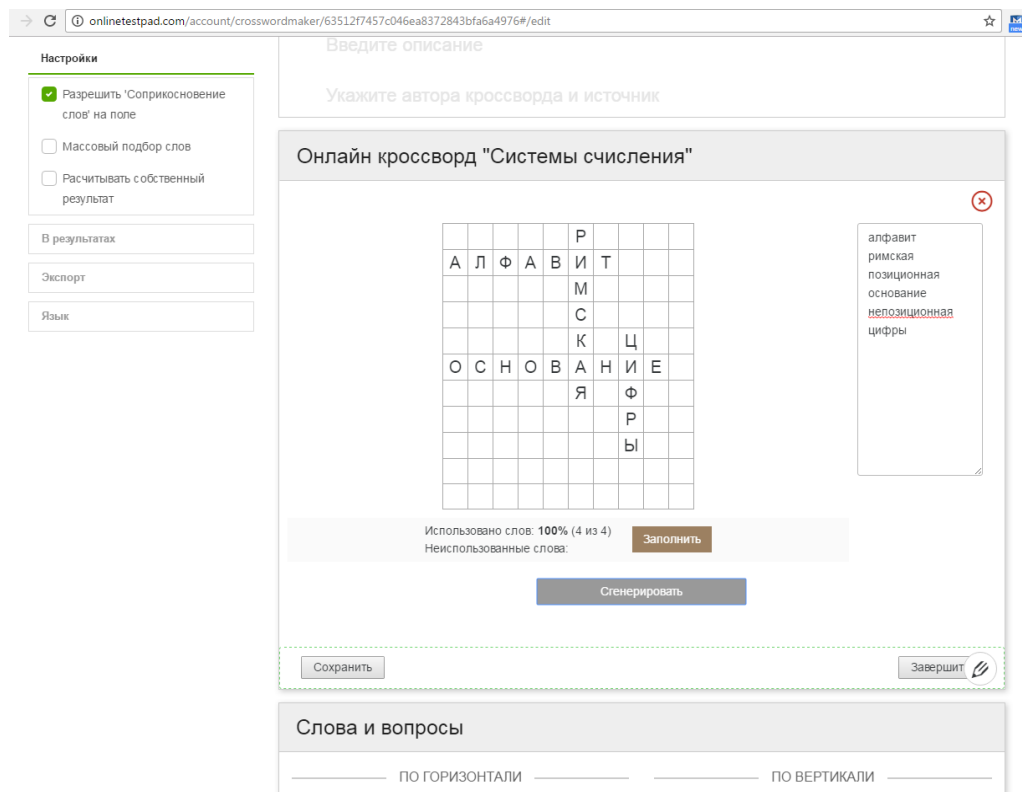 onlinetestpad.com/account/crosswordmaker/63512f7457c046ea8372843bfa6a4976#/edit
new
Настройки
Разрешить 'Соприкосновение
слов' на поле
Массовый подбор слов
Расчитывать собственный
результат
В результатах
Экспорт
Язык
Введите описание
Укажите автора кроссворда и источник
Онлайн кроссворд "Системы счисления"
Р
А Л Ф А В И Т
М
С
К Ц
О С Н О В А Н И Е
Я Ф
Р
Ы
алфавит
римская
позиционная
основание
непозиционная
цифры
Использовано слов: 100% (4 из 4)
Неиспользованные слова:
Заполнить
Сгенерировать
Сохранить
Завершит
Слова и вопросы
ПО ГОРИЗОНТАЛИ
ПО ВЕРТИКАЛИ